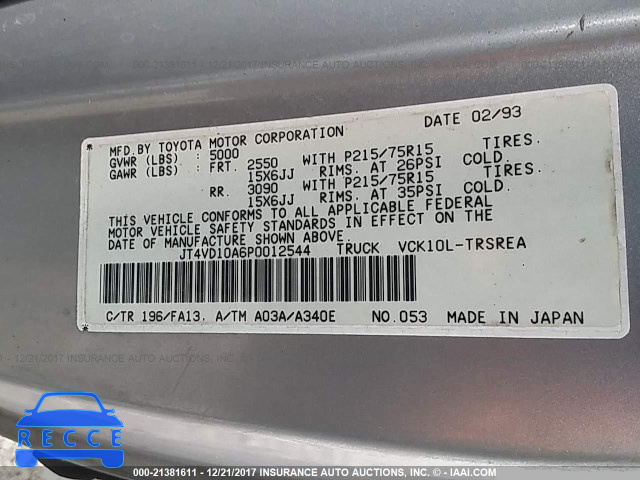 DATE 02/93
MFD.BY TOYOTA MOTOR CORPORATION
GVWR (LBS) : 5000
GAWR (LBS) : FRT. 2550 WITH P215/75R15 TIRES.
15X6JJ RIMS. AT 26PSI COLD.
RR. 3090 WITH P215/75R15 TIRES.
15X6JJ RIMS. AT 35PSI COLD.
THIS VEHICLE CONFORMS TO ALL APPLICABLE FEDERAL
MOTOR VEHICLE SAFETY STANDARDS IN EFFECT ON THE
DATE OF MANUFACTURE SHOWN ABOVE.
JT4VD10A6P0012544 TRUCK VCK10L-TRSREA
C/TR 196/FA13. A/TM A03A/A340E NO.053 MADE IN JAPAN
RECCE
000-21381611 - 12/21/2017 INSURANCE AUTO AUCTIONS, INC. - © - IAAI.COM